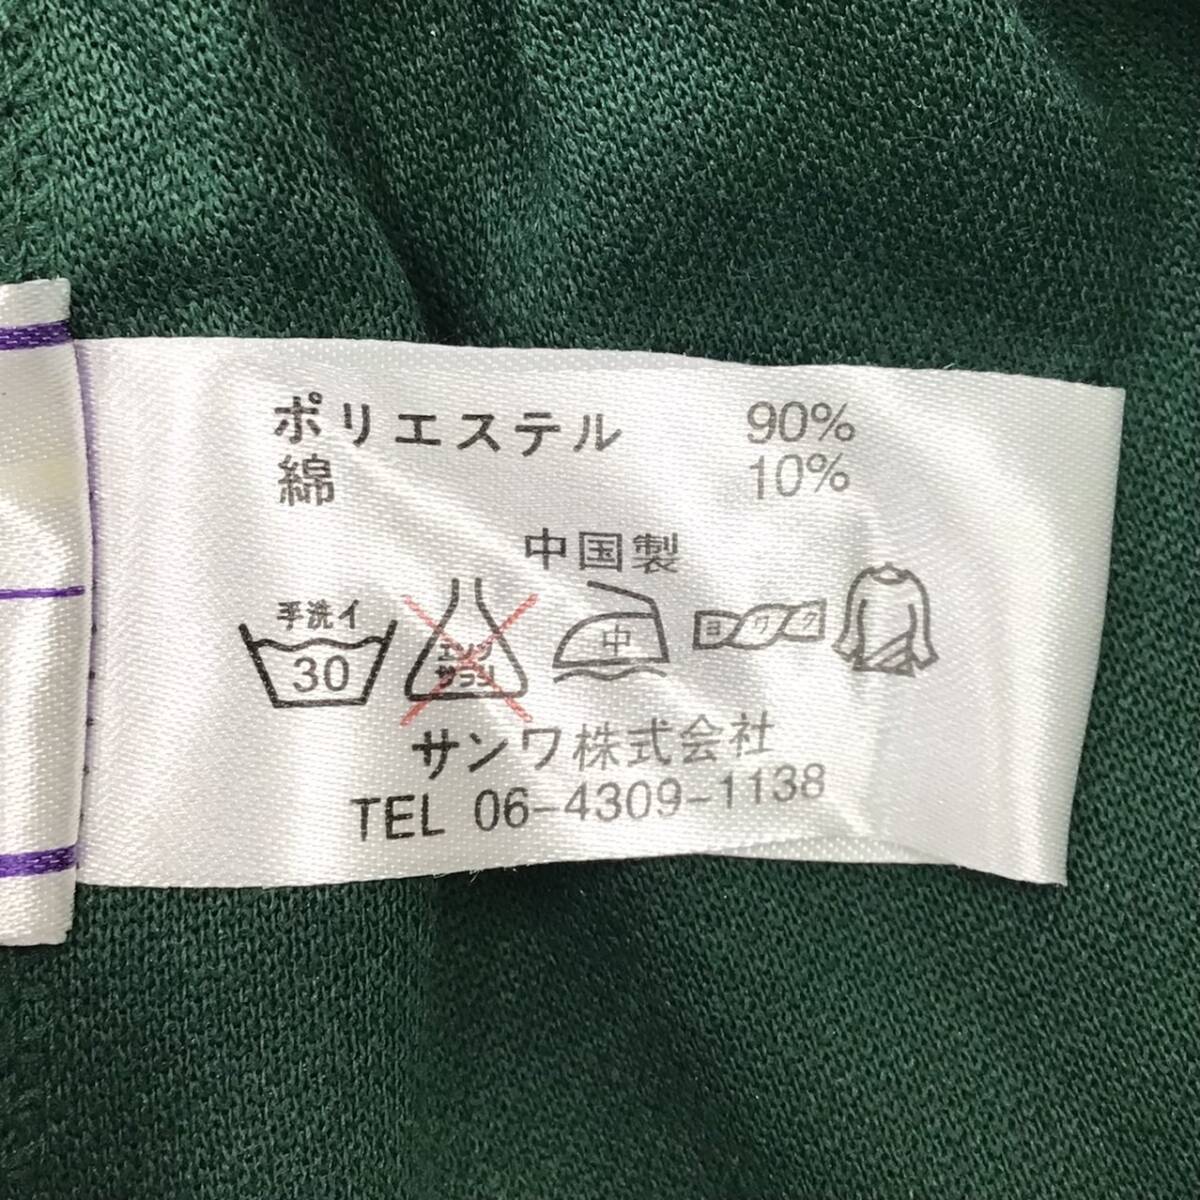 ポリエステル 90%
綿 10%
中国製
手洗イ
30
エンソ
サラシ
中
ヨワク
サンワ株式会社
TEL 06-4309-1138